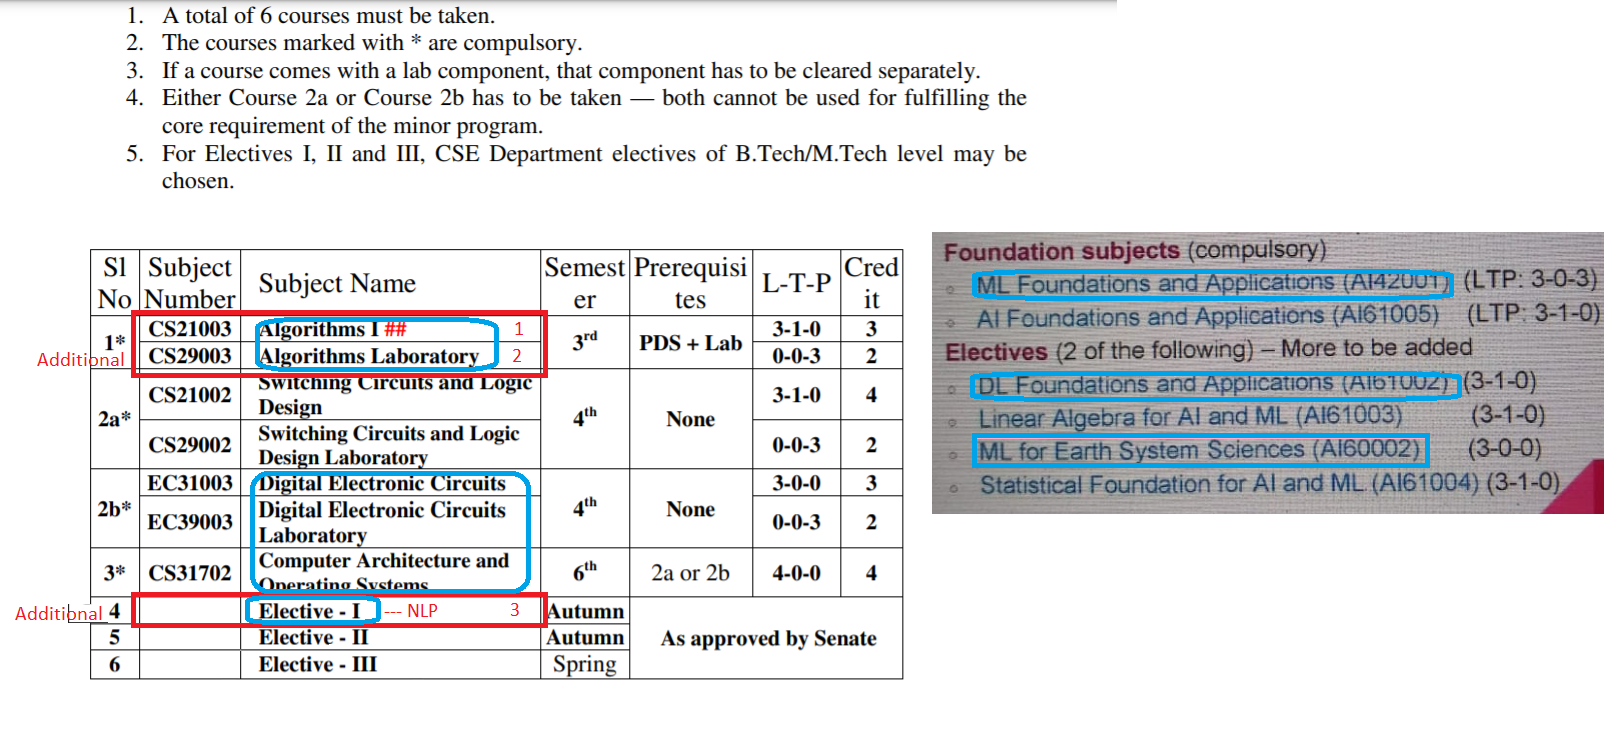 1. A total of 6 courses must be taken.
2. The courses marked with * are compulsory.
3. If a course comes with a lab component, that component has to be cleared separately.
4. Either Course 2a or Course 2b has to be taken — both cannot be used for fulfilling the
core requirement of the minor program.
5. For Electives I, II and III, CSE Department electives of B.Tech/M.Tech level may be
chosen.
Sl No Subject Number Subject Name Semest er Prerequisi tes L-T-P Cred it
Additional 1* CS21003 Algorithms I ## 1 3rd PDS + Lab 3-1-0 3
CS29003 Algorithms Laboratory 2 0-0-3 2
2a* CS21002 Switching Circuits and Logic Design 4th None 3-1-0 4
CS29002 Switching Circuits and Logic Design Laboratory 0-0-3 2
2b* EC31003 Digital Electronic Circuits 4th None 3-0-0 3
EC39003 Digital Electronic Circuits Laboratory 0-0-3 2
3* CS31702 Computer Architecture and Operating Systems 6th 2a or 2b 4-0-0 4
Additional 4 Elective - I --- NLP 3 Autumn As approved by Senate
5 Elective - II Autumn
6 Elective - III Spring
Foundation subjects (compulsory)
ML Foundations and Applications (AI42001) (LTP: 3-0-3)
AI Foundations and Applications (AI61005) (LTP: 3-1-0)
Electives (2 of the following) – More to be added
DL Foundations and Applications (AI61002) (3-1-0)
Linear Algebra for AI and ML (AI61003) (3-1-0)
ML for Earth System Sciences (AI60002) (3-0-0)
Statistical Foundation for AI and ML (AI61004) (3-1-0)